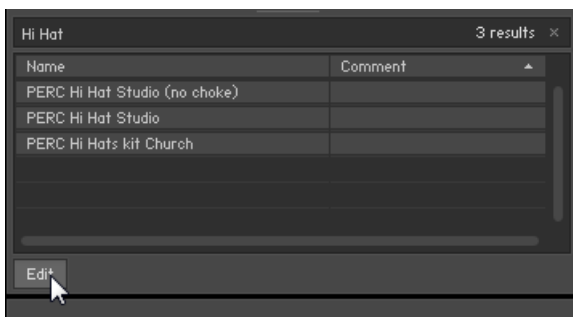 Hi Hat 3 results ×
Name Comment
PERC Hi Hat Studio (no choke)
PERC Hi Hat Studio
PERC Hi Hats kit Church
Edit